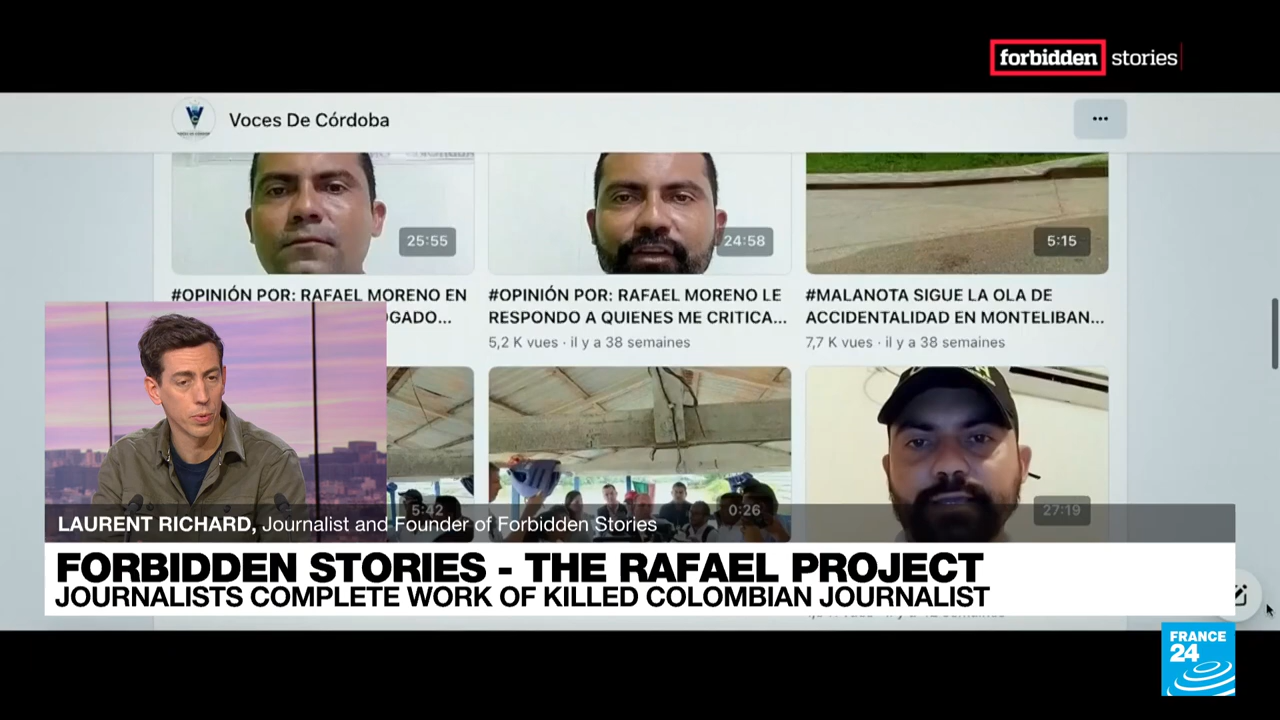 forbidden stories
Voces De Córdoba
25:55
24:58
5:15
#OPINIÓN POR: RAFAEL MORENO EN
OGADO...
#OPINIÓN POR: RAFAEL MORENO LE
RESPONDO A QUIENES ME CRITICA...
5,2 K vues · il y a 38 semaines
#MALANOTA SIGUE LA OLA DE
ACCIDENTALIDAD EN MONTELIBAN...
7,7 K vues · il y a 38 semaines
5:42
0:26
27:19
LAURENT RICHARD, Journalist and Founder of Forbidden Stories
FORBIDDEN STORIES - THE RAFAEL PROJECT
JOURNALISTS COMPLETE WORK OF KILLED COLOMBIAN JOURNALIST
FRANCE
24